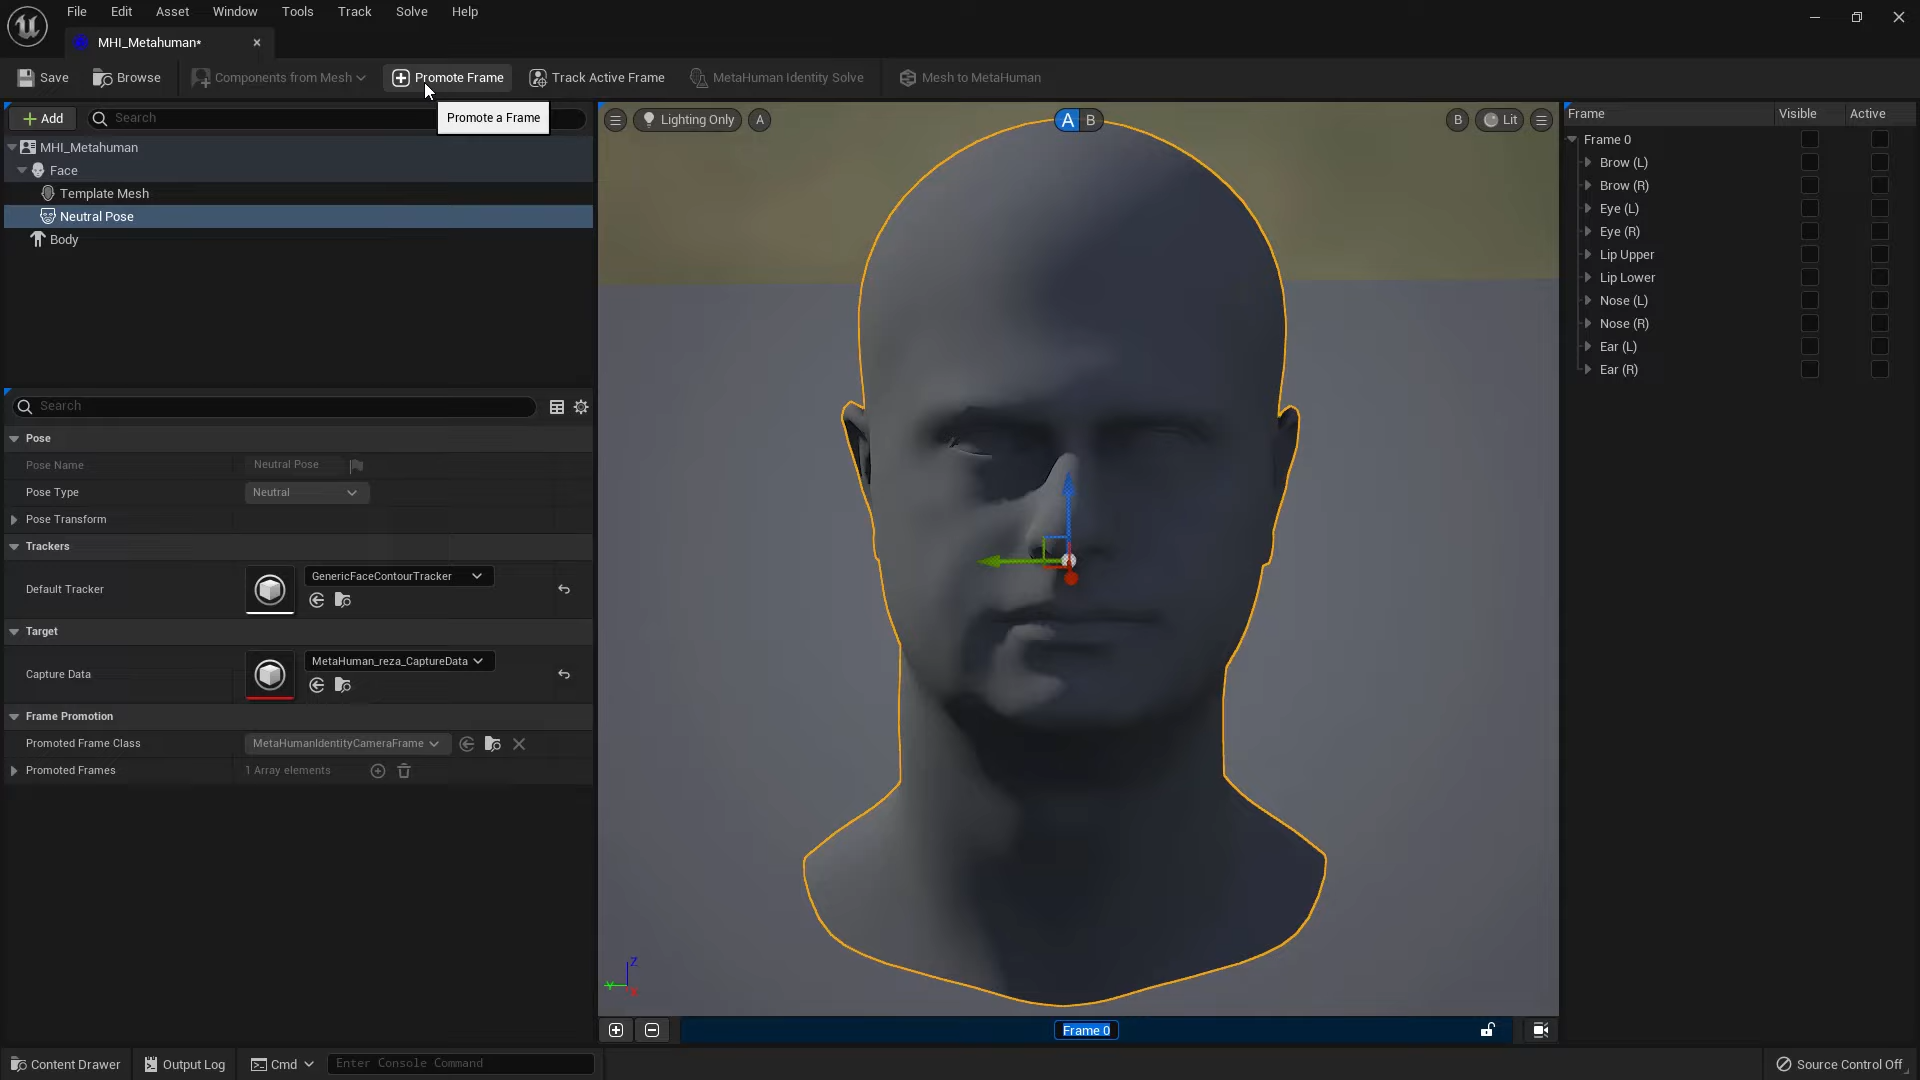 File Edit Asset Window Tools Track Solve Help
MHI_Metahuman*
Save Browse Components from Mesh Promote Frame Track Active Frame MetaHuman Identity Solve Mesh to MetaHuman
Promote a Frame
Add Search
MHI_Metahuman
Face
Template Mesh
Neutral Pose
Body
Search
Pose
Pose Name Neutral Pose
Pose Type Neutral
Pose Transform
Trackers
Default Tracker GenericFaceContourTracker
Target
Capture Data MetaHuman_reza_CaptureData
Frame Promotion
Promoted Frame Class MetaHumanIdentityCameraFrame
Promoted Frames 1 Array elements
Lighting Only A A B B Lit
Z
Y
X
Frame 0
Frame Visible Active
Frame 0
Brow (L)
Brow (R)
Eye (L)
Eye (R)
Lip Upper
Lip Lower
Nose (L)
Nose (R)
Ear (L)
Ear (R)
Content Drawer Output Log Cmd Enter Console Command Source Control Off